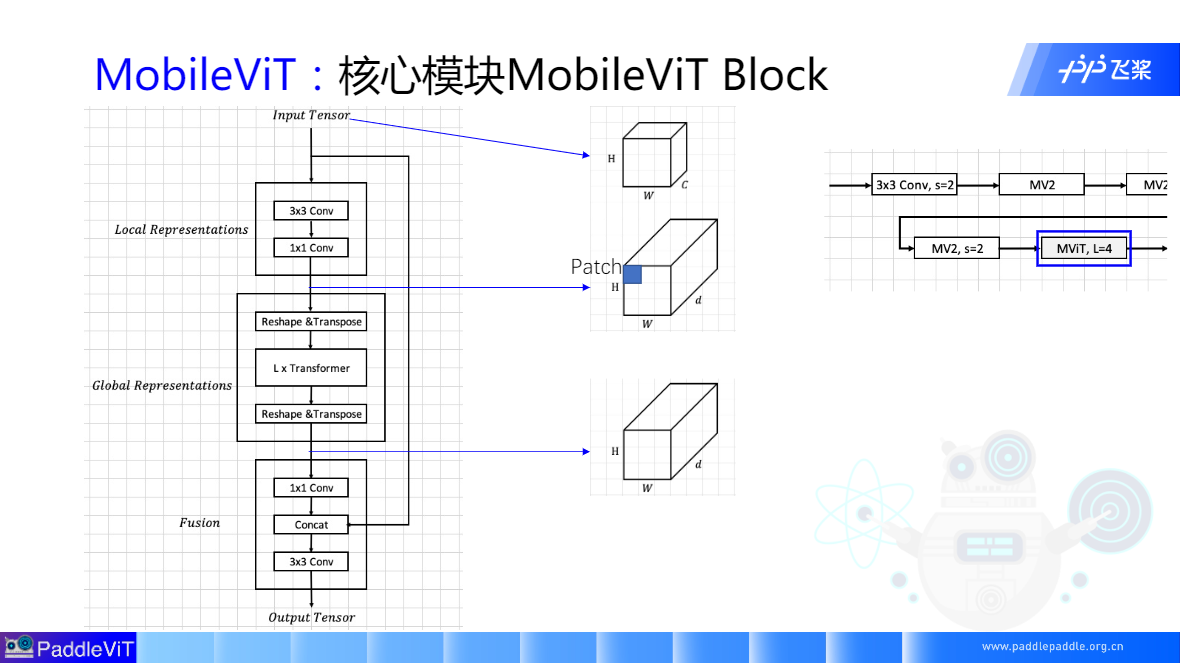 MobileViT：核心模块MobileViT Block
飞桨
Input Tensor
3x3 Conv
Local Representations
1x1 Conv
Reshape &Transpose
L x Transformer
Global Representations
Reshape &Transpose
1x1 Conv
Fusion
Concat
3x3 Conv
Output Tensor
H
C
W
Patch
H
d
W
H
d
W
3x3 Conv, s=2
MV2
MV2
MV2, s=2
MViT, L=4
PaddleViT
www.paddlepaddle.org.cn